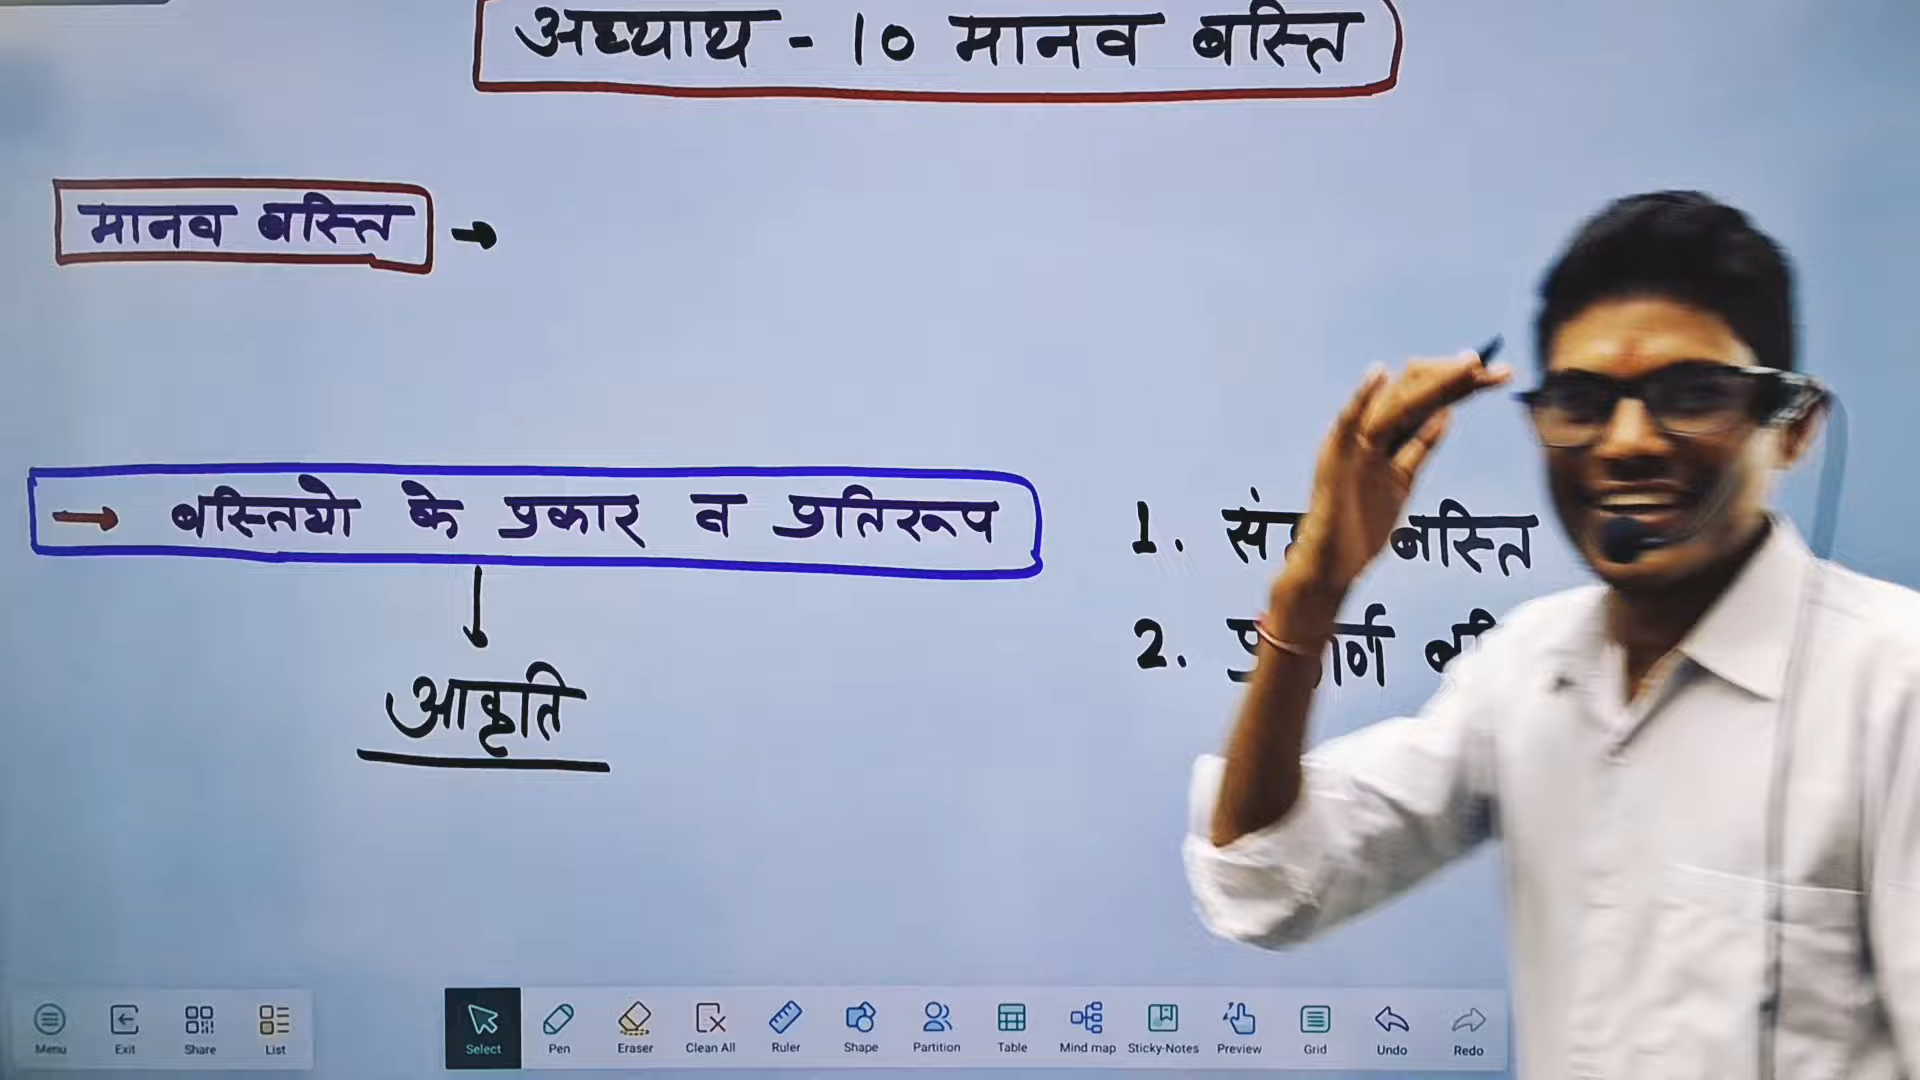 अध्याय - 10 मानव बस्ति
मानव बस्ति →
→ बस्तियो के प्रकार व प्रतिरूप
आकृति
1. बस्ति
2.
Menu Exit Share List Select Pen Eraser Clean All Ruler Shape Partition Table Mind map Sticky-Notes Preview Grid Undo Redo